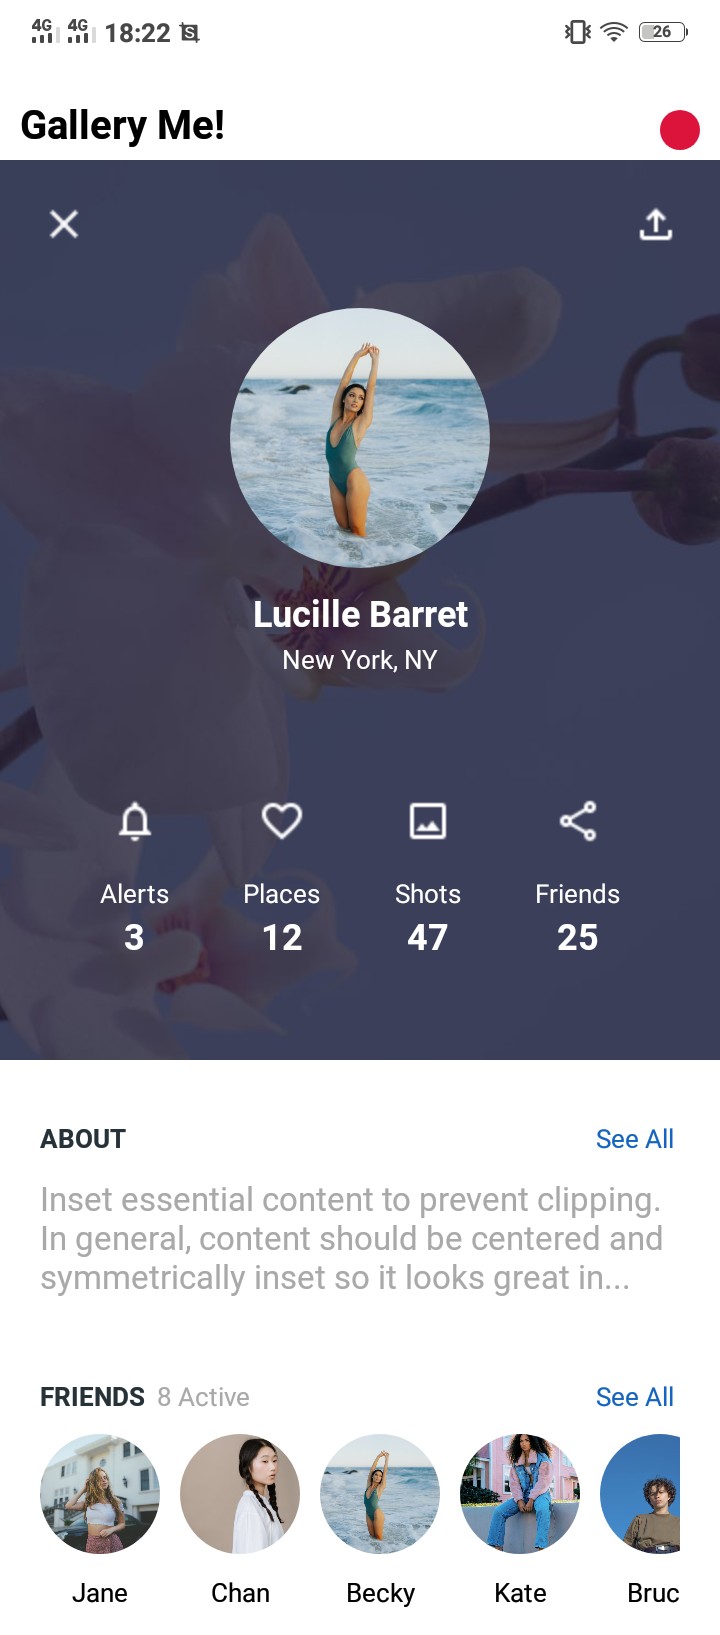 4G 4G 18:22 26
Gallery Me!
Lucille Barret
New York, NY
Alerts Places Shots Friends
3 12 47 25
ABOUT See All
Inset essential content to prevent clipping.
In general, content should be centered and
symmetrically inset so it looks great in...
FRIENDS 8 Active See All
Jane Chan Becky Kate Bruc